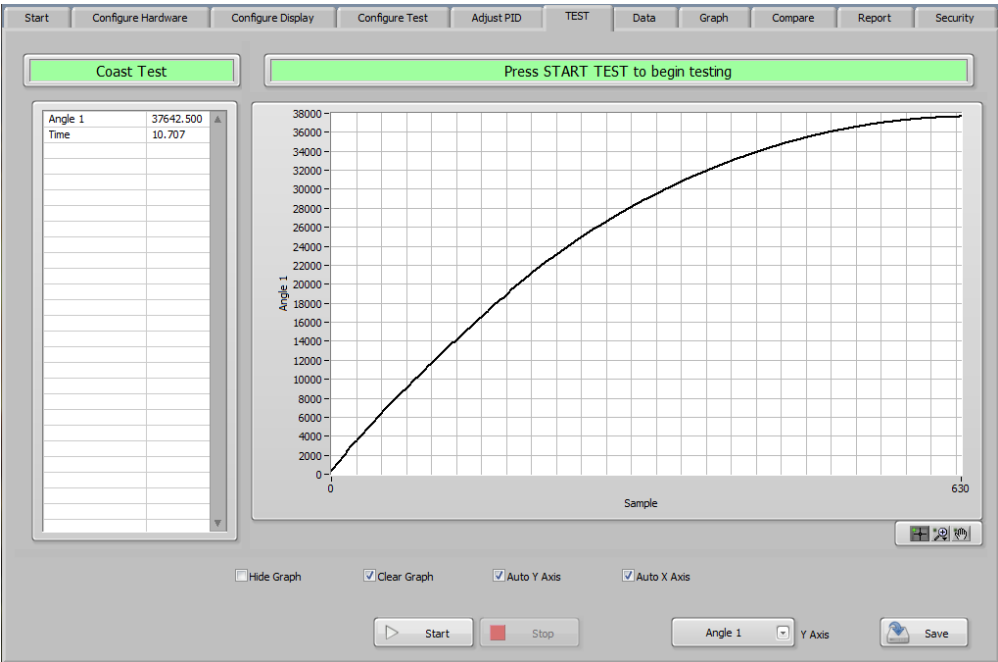 Start Configure Hardware Configure Display Configure Test Adjust PID TEST Data Graph Compare Report Security
Coast Test Press START TEST to begin testing
Angle 1 37642.500
Time 10.707
38000
36000
34000
32000
30000
28000
26000
24000
22000
20000
18000
16000
14000
12000
10000
8000
6000
4000
2000
0
Angle 1
0 630
Sample
Hide Graph Clear Graph Auto Y Axis Auto X Axis
Start Stop Angle 1 Y Axis Save